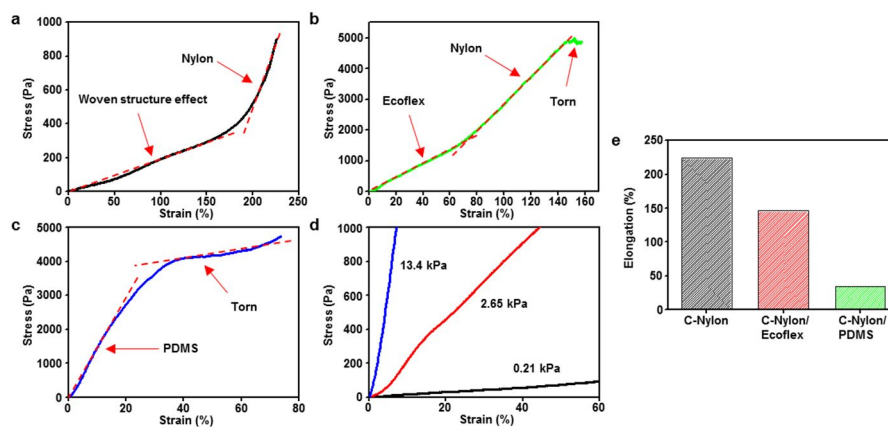 a
1000
800
600
400
200
0
Stress (Pa)
Nylon
Woven structure effect
0 50 100 150 200 250
Strain (%)
b
5000
4000
3000
2000
1000
0
Stress (Pa)
Nylon
Ecoflex
Torn
0 20 40 60 80 100 120 140 160
Strain (%)
c
5000
4000
3000
2000
1000
0
Stress (Pa)
Torn
PDMS
0 20 40 60 80
Strain (%)
d
1000
800
600
400
200
0
Stress (Pa)
13.4 kPa
2.65 kPa
0.21 kPa
0 20 40 60
Strain (%)
e
250
200
150
100
50
0
Elongation (%)
C-Nylon C-Nylon/ C-Nylon/
Ecoflex PDMS